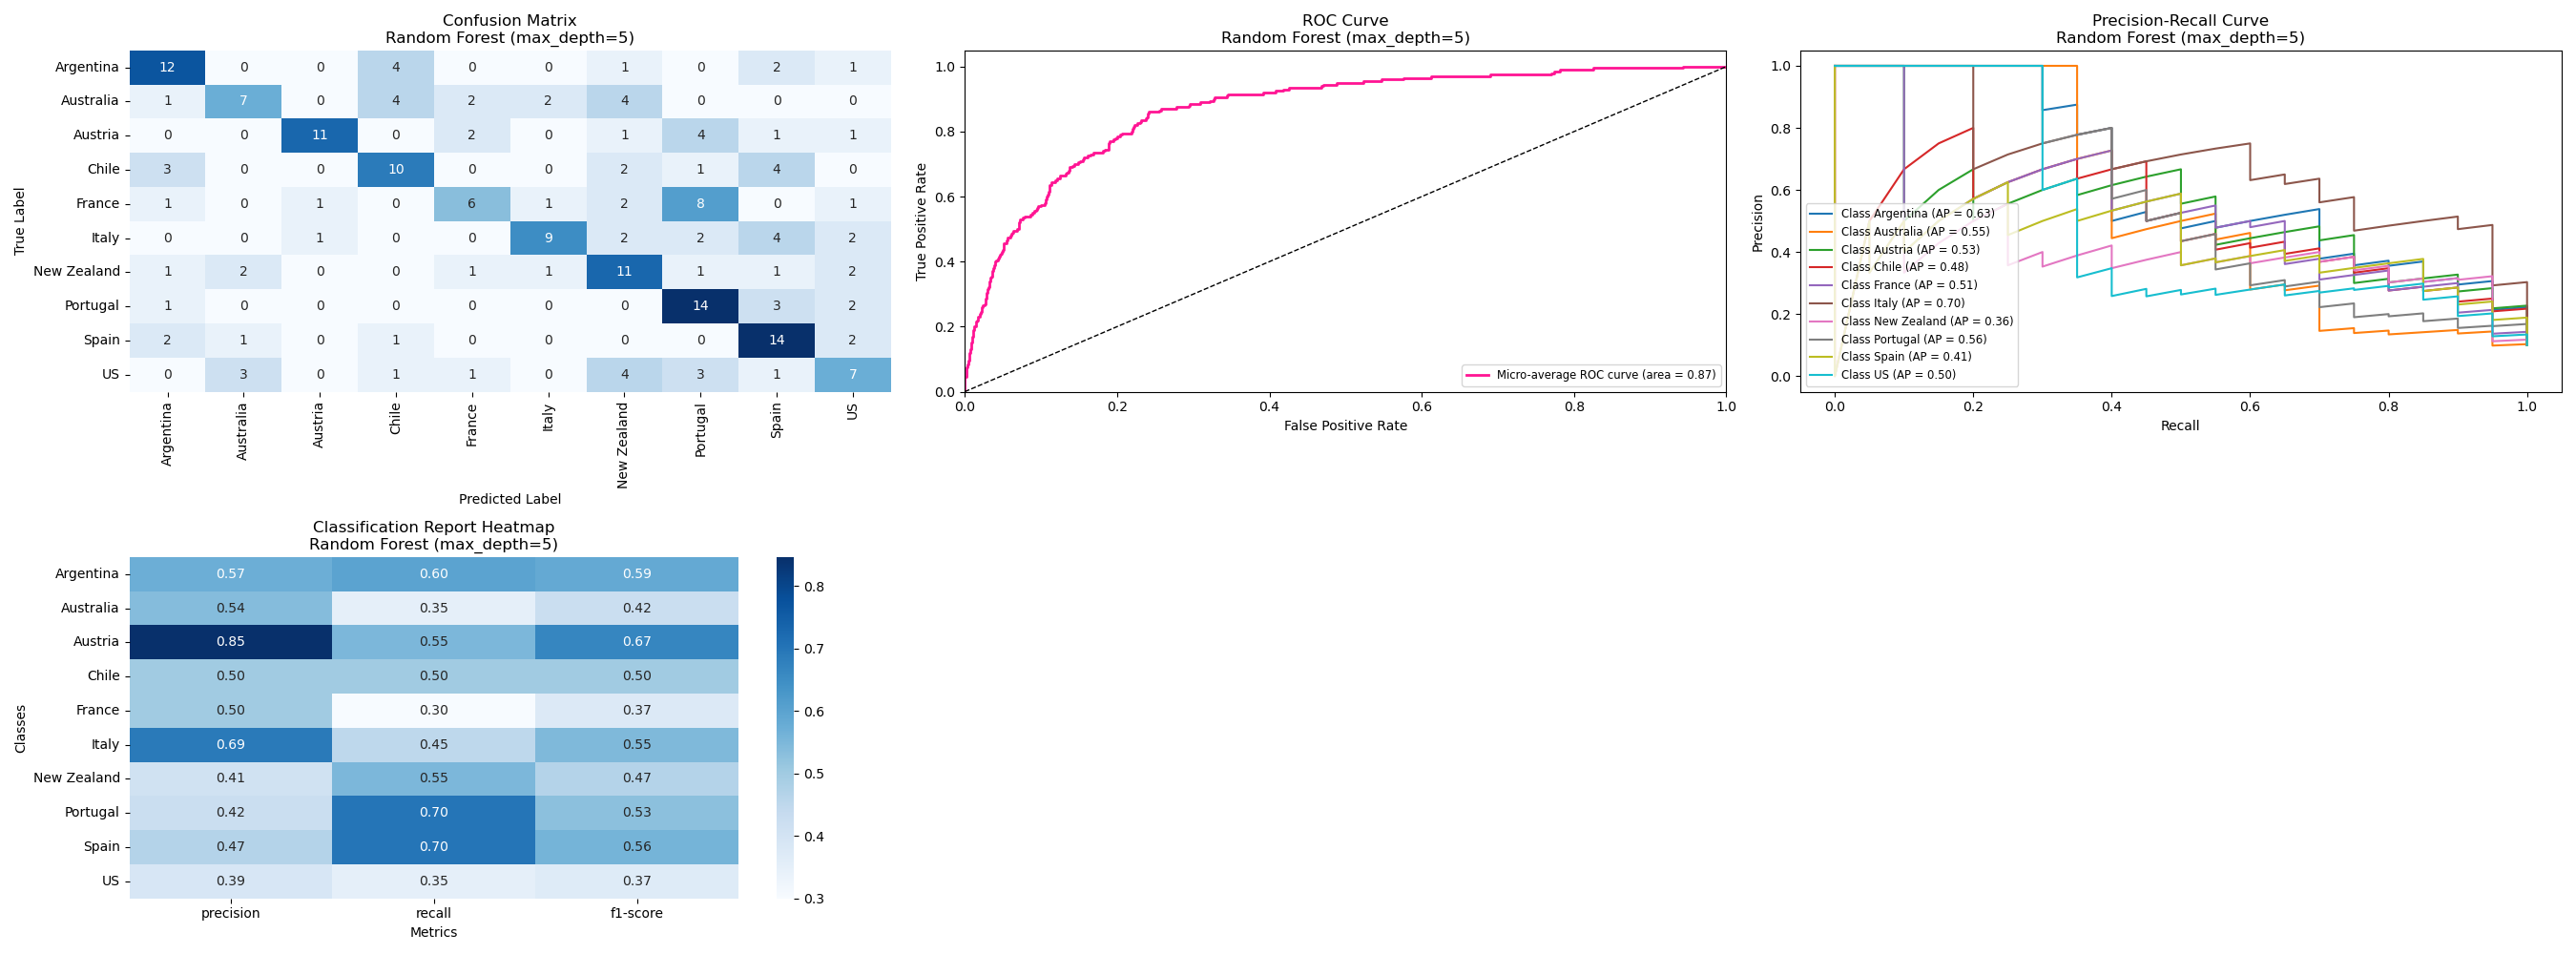 Confusion Matrix
Random Forest (max_depth=5)
True Label
Argentina 12 0 0 4 0 0 1 0 2 1
Australia 1 7 0 4 2 2 4 0 0 0
Austria 0 0 11 0 2 0 1 4 1 1
Chile 3 0 0 10 0 0 2 1 4 0
France 1 0 1 0 6 1 2 8 0 1
Italy 0 0 1 0 0 9 2 2 4 2
New Zealand 1 2 0 0 1 1 11 1 1 2
Portugal 1 0 0 0 0 0 0 14 3 2
Spain 2 1 0 1 0 0 0 0 14 2
US 0 3 0 1 1 0 4 3 1 7
Argentina Australia Austria Chile France Italy New Zealand Portugal Spain US
Predicted Label
ROC Curve
Random Forest (max_depth=5)
True Positive Rate
1.0
0.8
0.6
0.4
0.2
0.0
Micro-average ROC curve (area = 0.87)
0.0 0.2 0.4 0.6 0.8 1.0
False Positive Rate
Precision-Recall Curve
Random Forest (max_depth=5)
Precision
1.0
0.8
0.6
0.4
0.2
0.0
Class Argentina (AP = 0.63)
Class Australia (AP = 0.55)
Class Austria (AP = 0.53)
Class Chile (AP = 0.48)
Class France (AP = 0.51)
Class Italy (AP = 0.70)
Class New Zealand (AP = 0.36)
Class Portugal (AP = 0.56)
Class Spain (AP = 0.41)
Class US (AP = 0.50)
0.0 0.2 0.4 0.6 0.8 1.0
Recall
Classification Report Heatmap
Random Forest (max_depth=5)
Classes
Argentina 0.57 0.60 0.59
Australia 0.54 0.35 0.42
Austria 0.85 0.55 0.67
Chile 0.50 0.50 0.50
France 0.50 0.30 0.37
Italy 0.69 0.45 0.55
New Zealand 0.41 0.55 0.47
Portugal 0.42 0.70 0.53
Spain 0.47 0.70 0.56
US 0.39 0.35 0.37
precision recall f1-score
Metrics
0.8
0.7
0.6
0.5
0.4
0.3